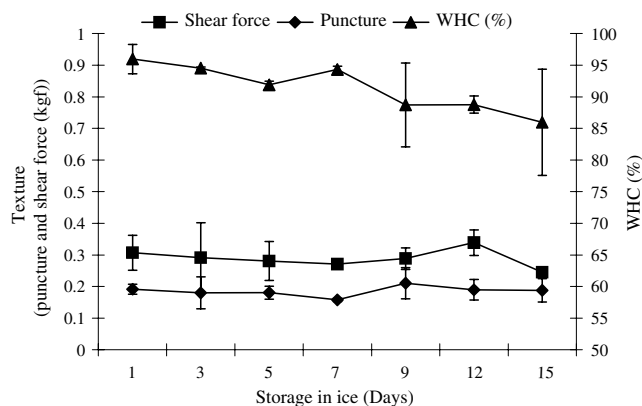 Shear force Puncture WHC (%)
1 100
0.9 95
0.8 90
0.7 85
0.6 80
0.5 75
0.4 70
0.3 65
0.2 60
0.1 55
0 50
1 3 5 7 9 12 15
Storage in ice (Days)
Texture
(puncture and shear force (kgf))
WHC (%)